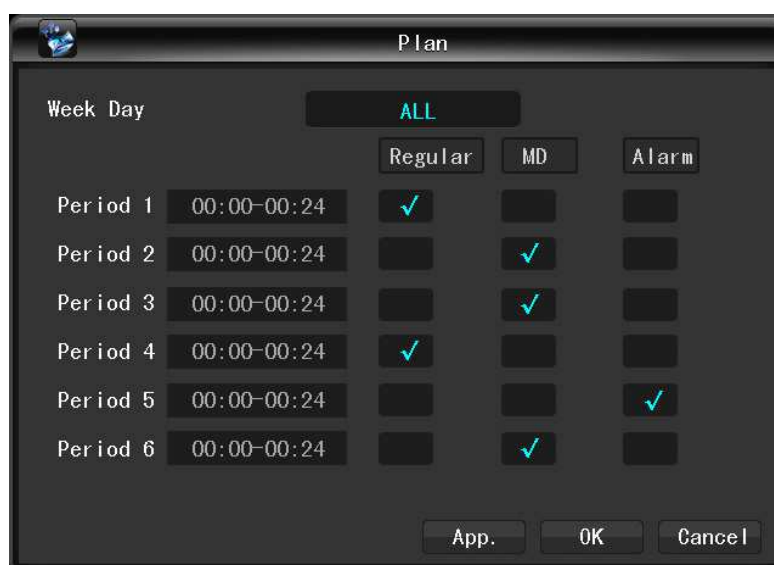 Plan
Week Day ALL
Regular MD Alarm
Period 1 00:00-00:24 √
Period 2 00:00-00:24 √
Period 3 00:00-00:24 √
Period 4 00:00-00:24 √
Period 5 00:00-00:24 √
Period 6 00:00-00:24 √
App. OK Cancel